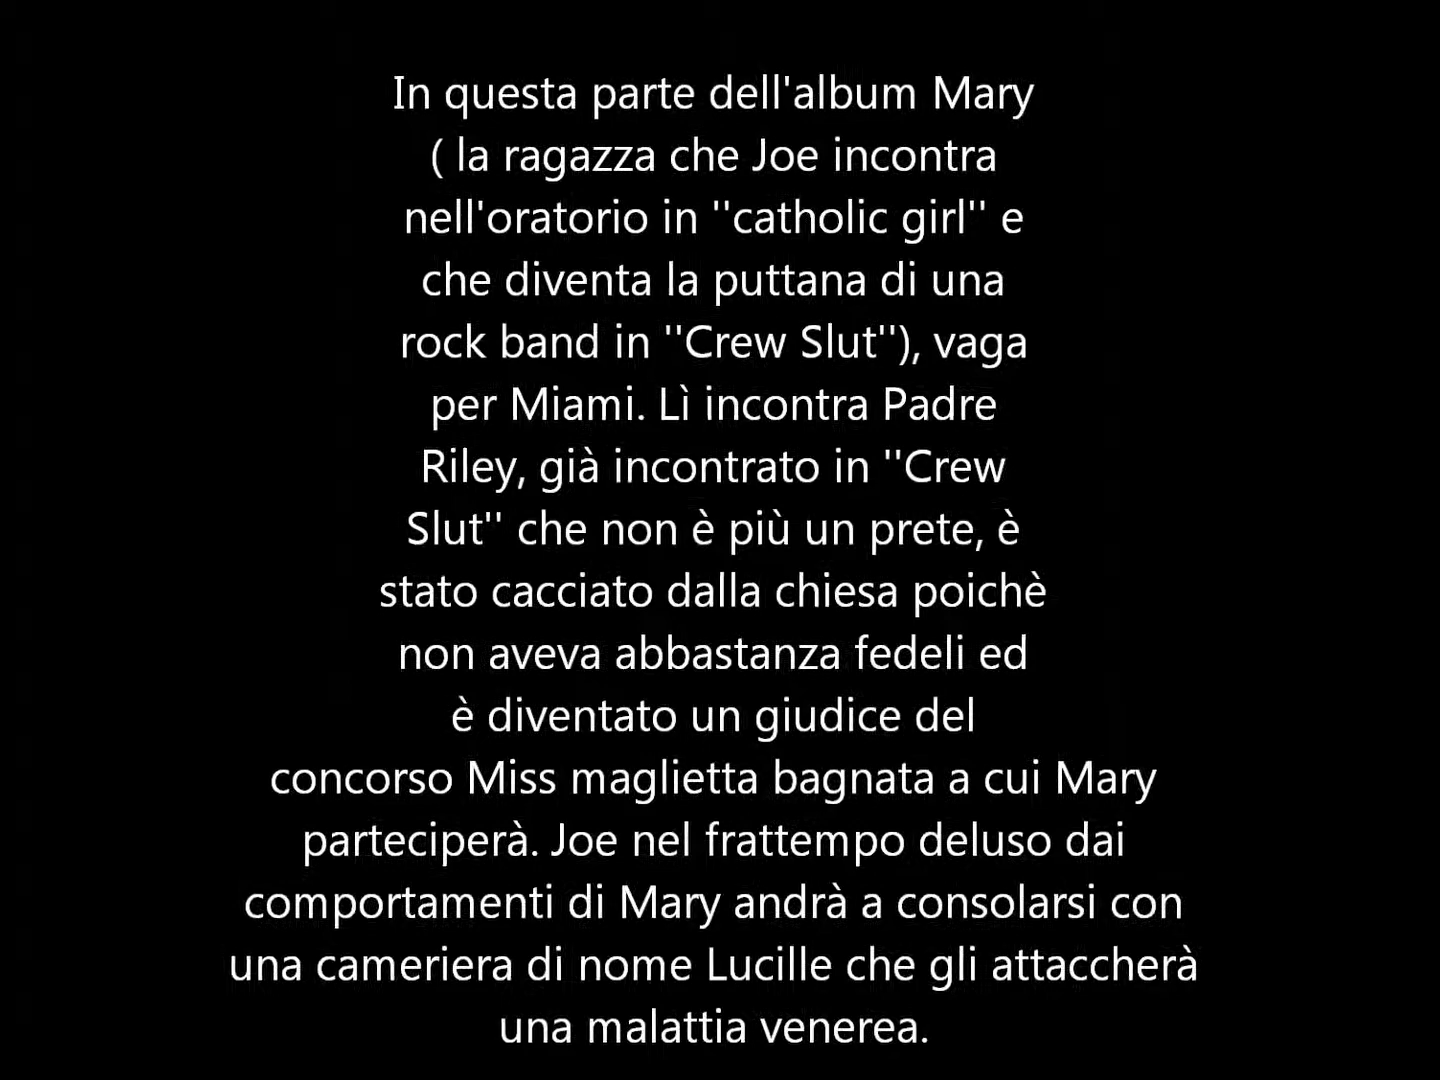 In questa parte dell'album Mary
( la ragazza che Joe incontra
nell'oratorio in ''catholic girl'' e
che diventa la puttana di una
rock band in ''Crew Slut''), vaga
per Miami. Lì incontra Padre
Riley, già incontrato in ''Crew
Slut'' che non è più un prete, è
stato cacciato dalla chiesa poichè
non aveva abbastanza fedeli ed
è diventato un giudice del
concorso Miss maglietta bagnata a cui Mary
parteciperà. Joe nel frattempo deluso dai
comportamenti di Mary andrà a consolarsi con
una cameriera di nome Lucille che gli attaccherà
una malattia venerea.